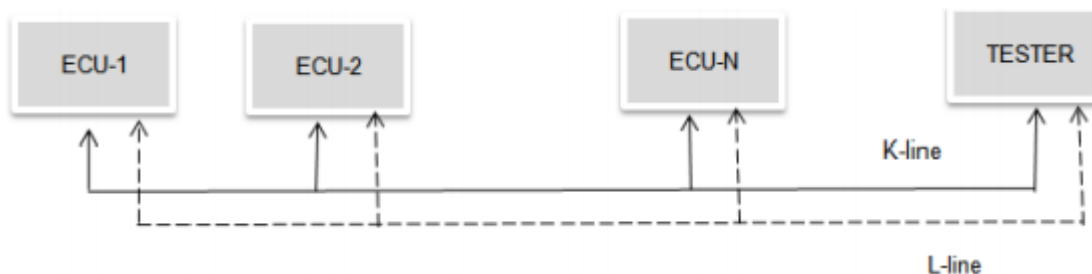 ECU-1
ECU-2
ECU-N
TESTER
K-line
L-line